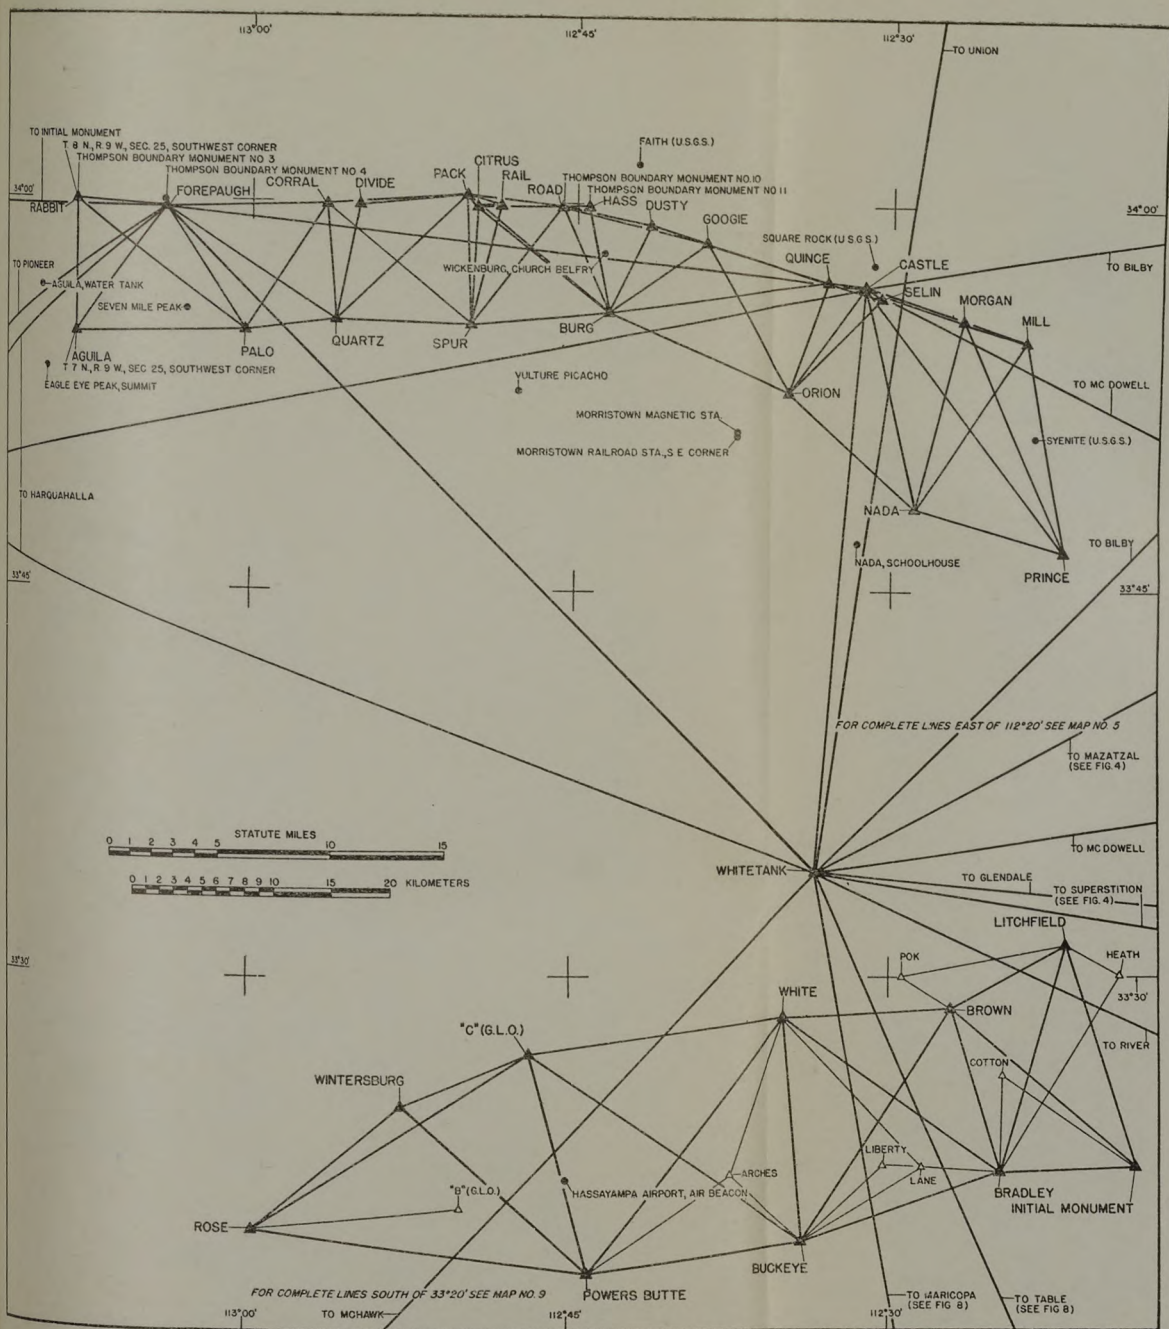 113°00'
112°45'
112°30'
TO UNION
TO INITIAL MONUMENT
T 8 N., R 9 W., SEC. 25, SOUTHWEST CORNER
THOMPSON BOUNDARY MONUMENT NO 3
THOMPSON BOUNDARY MONUMENT NO 4
FAITH (U.S.G.S.)
CITRUS
PACK
RAIL
THOMPSON BOUNDARY MONUMENT NO.10
34°00'
FOREPAUGH
CORRAL
DIVIDE
ROAD
THOMPSON BOUNDARY MONUMENT NO 11
HASS
RABBIT
DUSTY
34°00'
GOOGIE
SQUARE ROCK (U.S.G.S.)
QUINCE
CASTLE
TO PIONEER
WICKENBURG, CHURCH BELFRY
TO BILBY
AGUILA, WATER TANK
SELIN
SEVEN MILE PEAK
MORGAN
MILL
BURG
QUARTZ
SPUR
PALO
AGUILA
T 7 N., R 9 W., SEC 25, SOUTHWEST CORNER
EAGLE EYE PEAK, SUMMIT
VULTURE PICACHO
TO MC DOWELL
ORION
MORRISTOWN MAGNETIC STA.
SYENITE (U.S.G.S.)
MORRISTOWN RAILROAD STA., S E CORNER
TO HARQUAHALLA
NADA
TO BILBY
NADA, SCHOOLHOUSE
PRINCE
33°45'
33°45'
FOR COMPLETE LINES EAST OF 112°20' SEE MAP NO. 5
TO MAZATZAL
(SEE FIG. 4)
STATUTE MILES
0 1 2 3 4 5 10 15
TO MC DOWELL
WHITETANK
TO GLENDALE
0 1 2 3 4 5 6 7 8 9 10 15 20 KILOMETERS
TO SUPERSTITION
(SEE FIG. 4)
LITCHFIELD
33°30'
POK
HEATH
WHITE
33°30'
BROWN
"C" (G.L.O.)
TO RIVER
COTTON
WINTERSBURG
LIBERTY
ARCHES
LANE
"B" (G.L.O.)
HASSAYAMPA AIRPORT, AIR BEACON
BRADLEY
INITIAL MONUMENT
ROSE
BUCKEYE
FOR COMPLETE LINES SOUTH OF 33°20' SEE MAP NO. 9
POWERS BUTTE
TO MARICOPA
(SEE FIG 8)
TO TABLE
(SEE FIG 8)
113°00'
TO MOHAWK
112°45'
112°30'